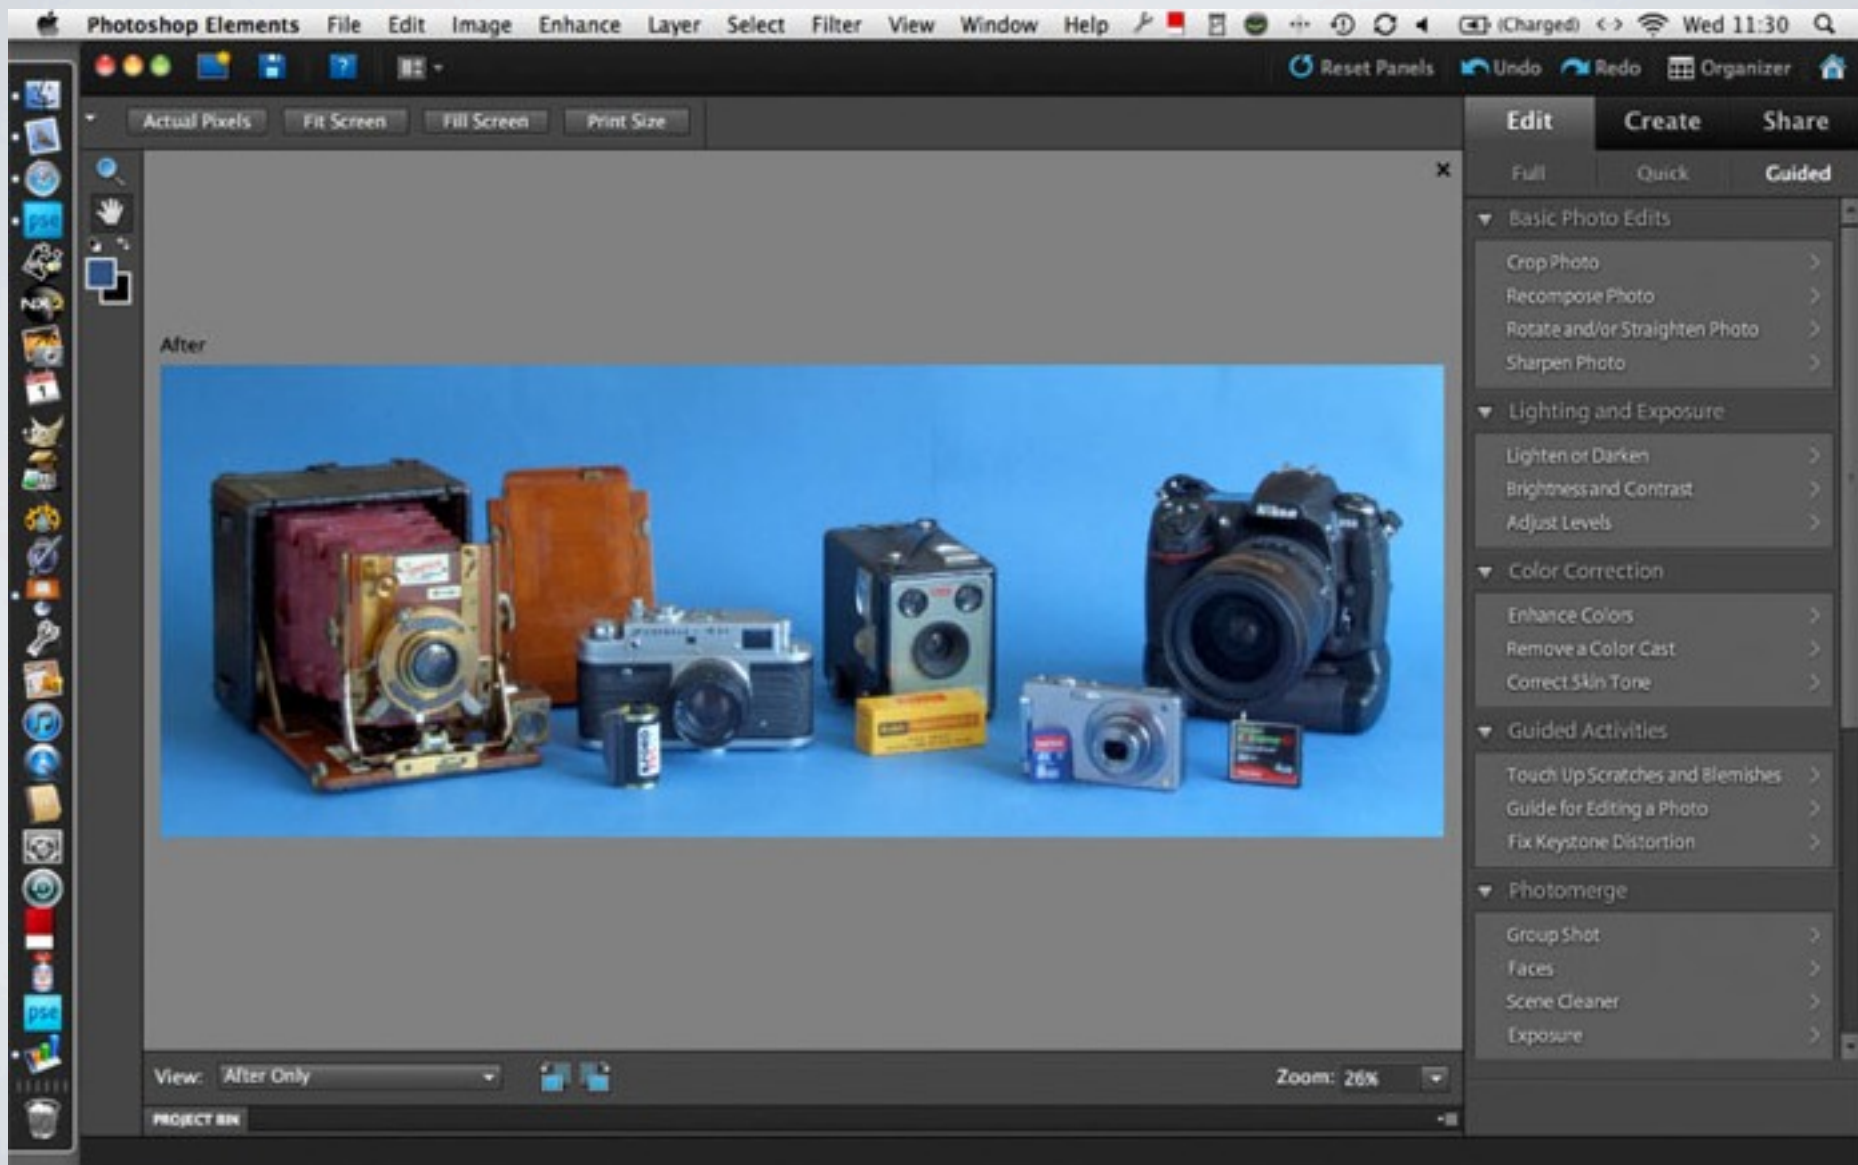 Photoshop Elements File Edit Image Enhance Layer Select Filter View Window Help (Charged) Wed 11:30
? Reset Panels Undo Redo Organizer
Actual Pixels Fit Screen Fill Screen Print Size
Edit Create Share
Full Quick Guided
pse
NX2
After
Nikon
Basic Photo Edits
Crop Photo
Recompose Photo
Rotate and/or Straighten Photo
Sharpen Photo
Lighting and Exposure
Lighten or Darken
Brightness and Contrast
Adjust Levels
Color Correction
Enhance Colors
Remove a Color Cast
Correct Skin Tone
Guided Activities
Touch Up Scratches and Blemishes
Guide for Editing a Photo
Fix Keystone Distortion
Photomerge
Group Shot
Faces
Scene Cleaner
Exposure
pse
View: After Only
Zoom: 26%
PROJECT BIN